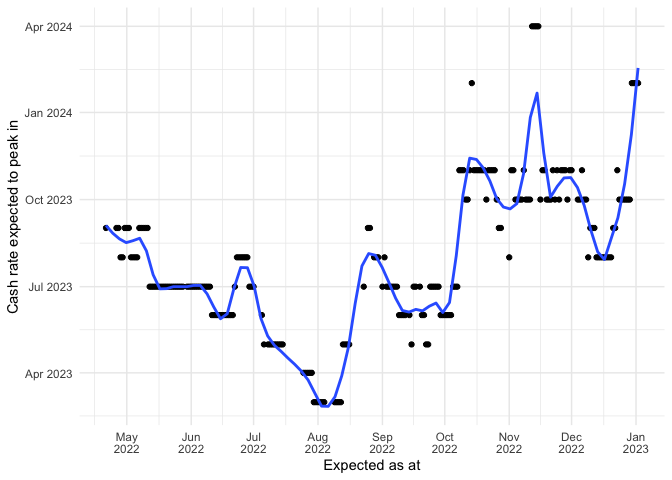 Cash rate expected to peak in
Apr 2024
Jan 2024
Oct 2023
Jul 2023
Apr 2023
May Jun Jul Aug Sep Oct Nov Dec Jan
2022 2022 2022 2022 2022 2022 2022 2022 2023
Expected as at